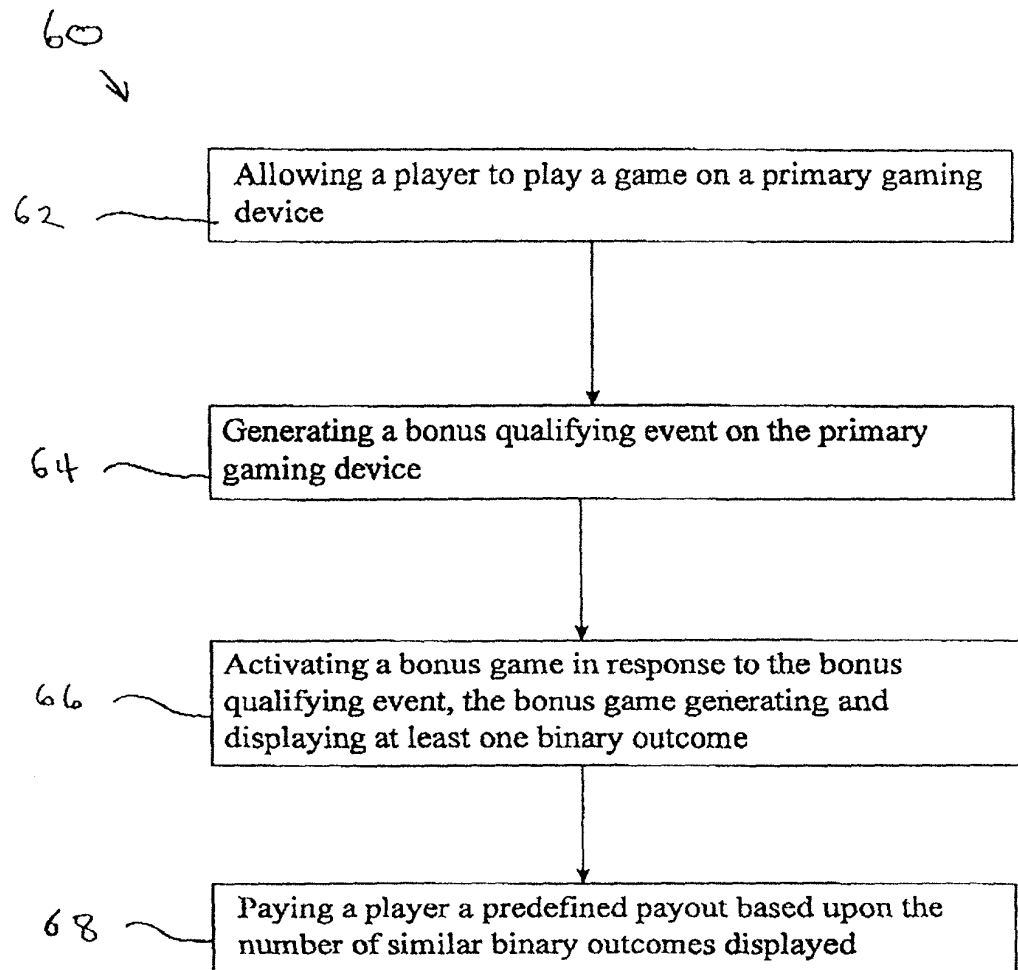 60
62
Allowing a player to play a game on a primary gaming
device
64
Generating a bonus qualifying event on the primary
gaming device
66
Activating a bonus game in response to the bonus
qualifying event, the bonus game generating and
displaying at least one binary outcome
68
Paying a player a predefined payout based upon the
number of similar binary outcomes displayed